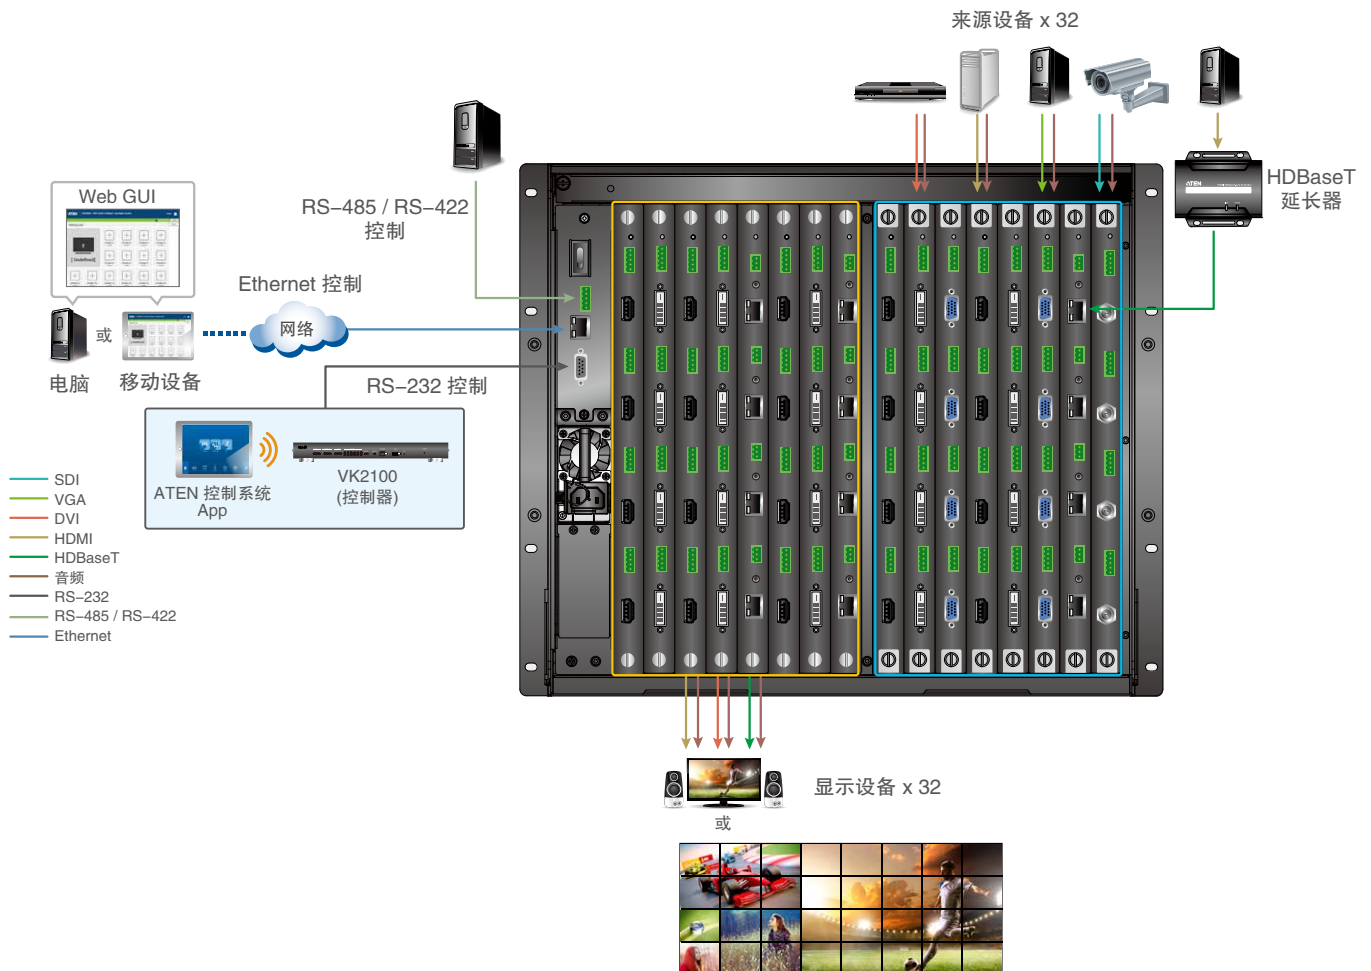 来源设备 x 32
HDBaseT
延长器
ATEN
Web GUI
RS-485 / RS-422
控制
Ethernet 控制
网络
或
电脑
移动设备
RS-232 控制
ATEN 控制系统
App
VK2100
(控制器)
SDI
VGA
DVI
HDMI
HDBaseT
音频
RS-232
RS-485 / RS-422
Ethernet
显示设备 x 32
或